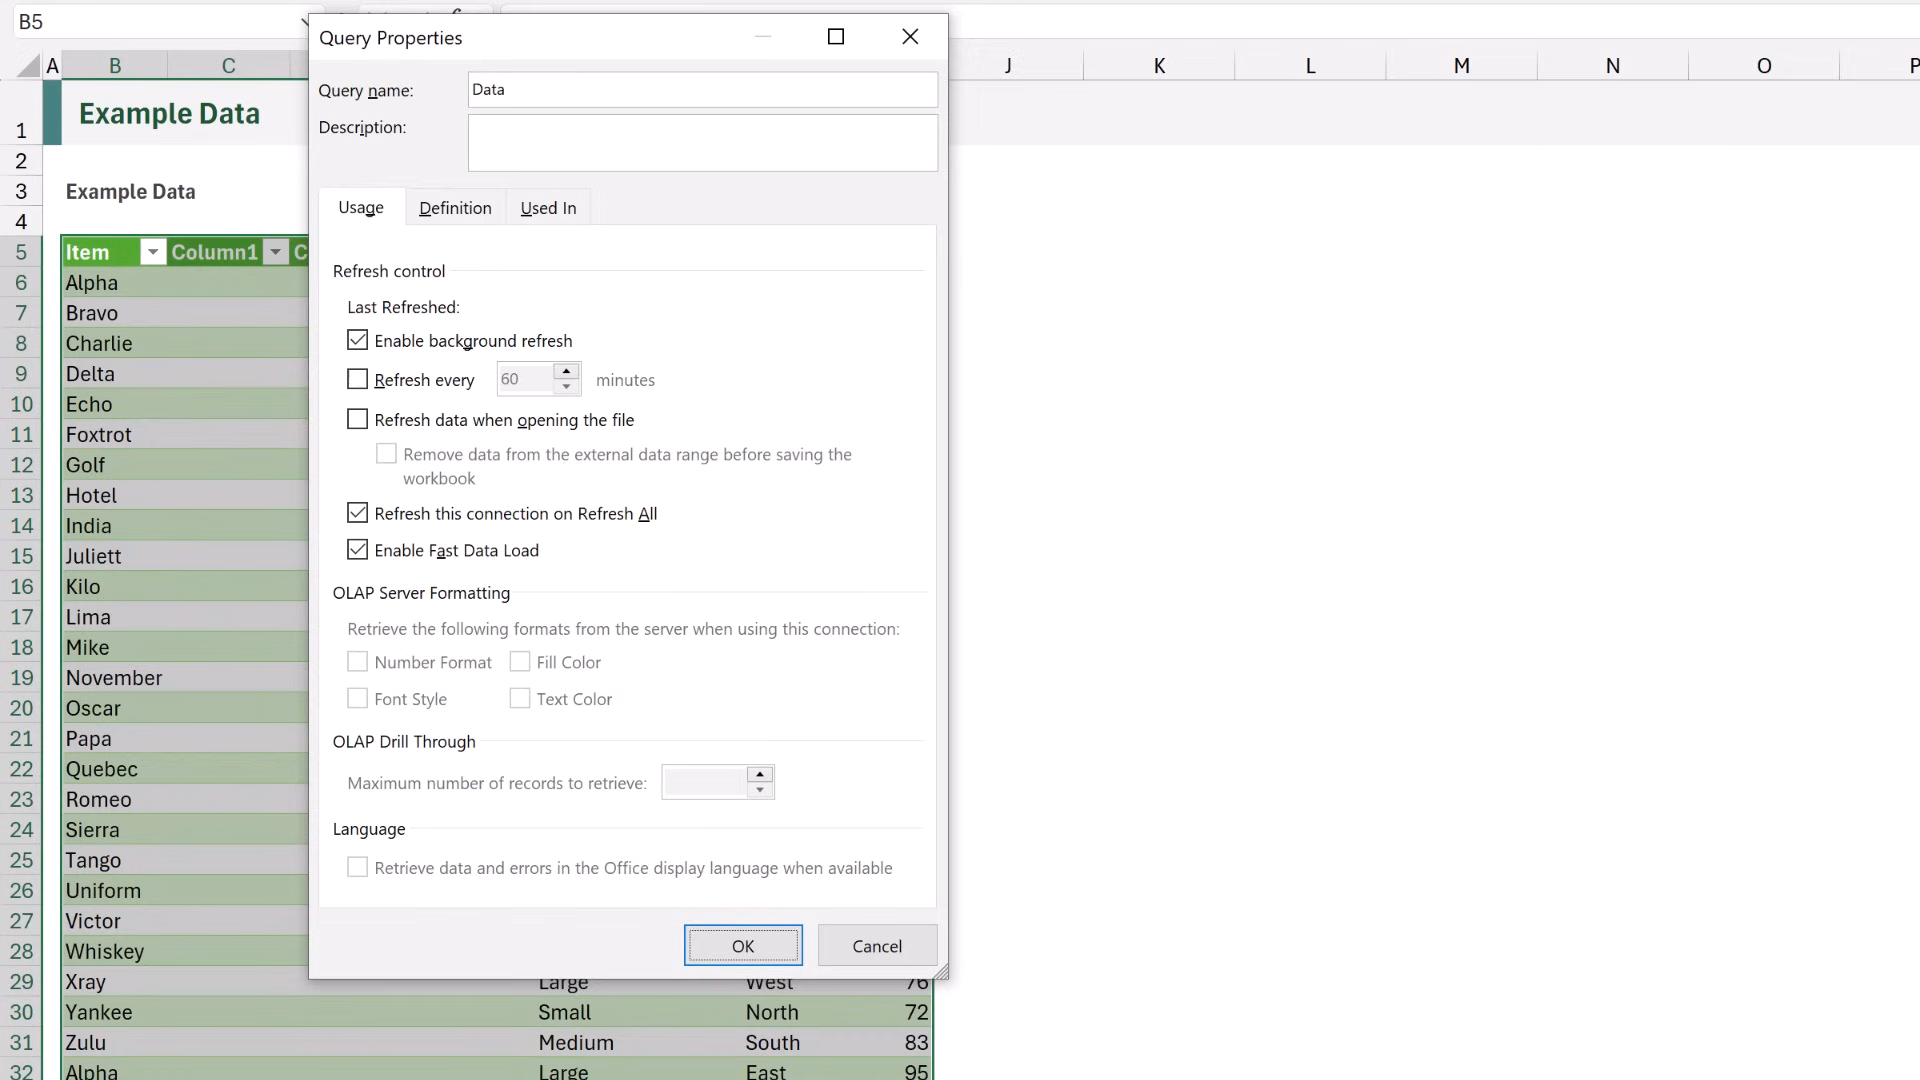 B5
Query Properties
A B C J K L M N O P
Query name: Data
Description:
1 Example Data
2
3 Example Data
4
Usage Definition Used In
5 Item Column1 C
6 Alpha
7 Bravo
8 Charlie
9 Delta
10 Echo
11 Foxtrot
12 Golf
13 Hotel
14 India
15 Juliett
16 Kilo
17 Lima
18 Mike
19 November
20 Oscar
21 Papa
22 Quebec
23 Romeo
24 Sierra
25 Tango
26 Uniform
27 Victor
28 Whiskey
Refresh control
Last Refreshed:
Enable background refresh
Refresh every 60 minutes
Refresh data when opening the file
Remove data from the external data range before saving the
workbook
Refresh this connection on Refresh All
Enable Fast Data Load
OLAP Server Formatting
Retrieve the following formats from the server when using this connection:
Number Format Fill Color
Font Style Text Color
OLAP Drill Through
Maximum number of records to retrieve:
Language
Retrieve data and errors in the Office display language when available
OK Cancel
29 Xray Large West 76
30 Yankee Small North 72
31 Zulu Medium South 83
32 Alpha Large East 95